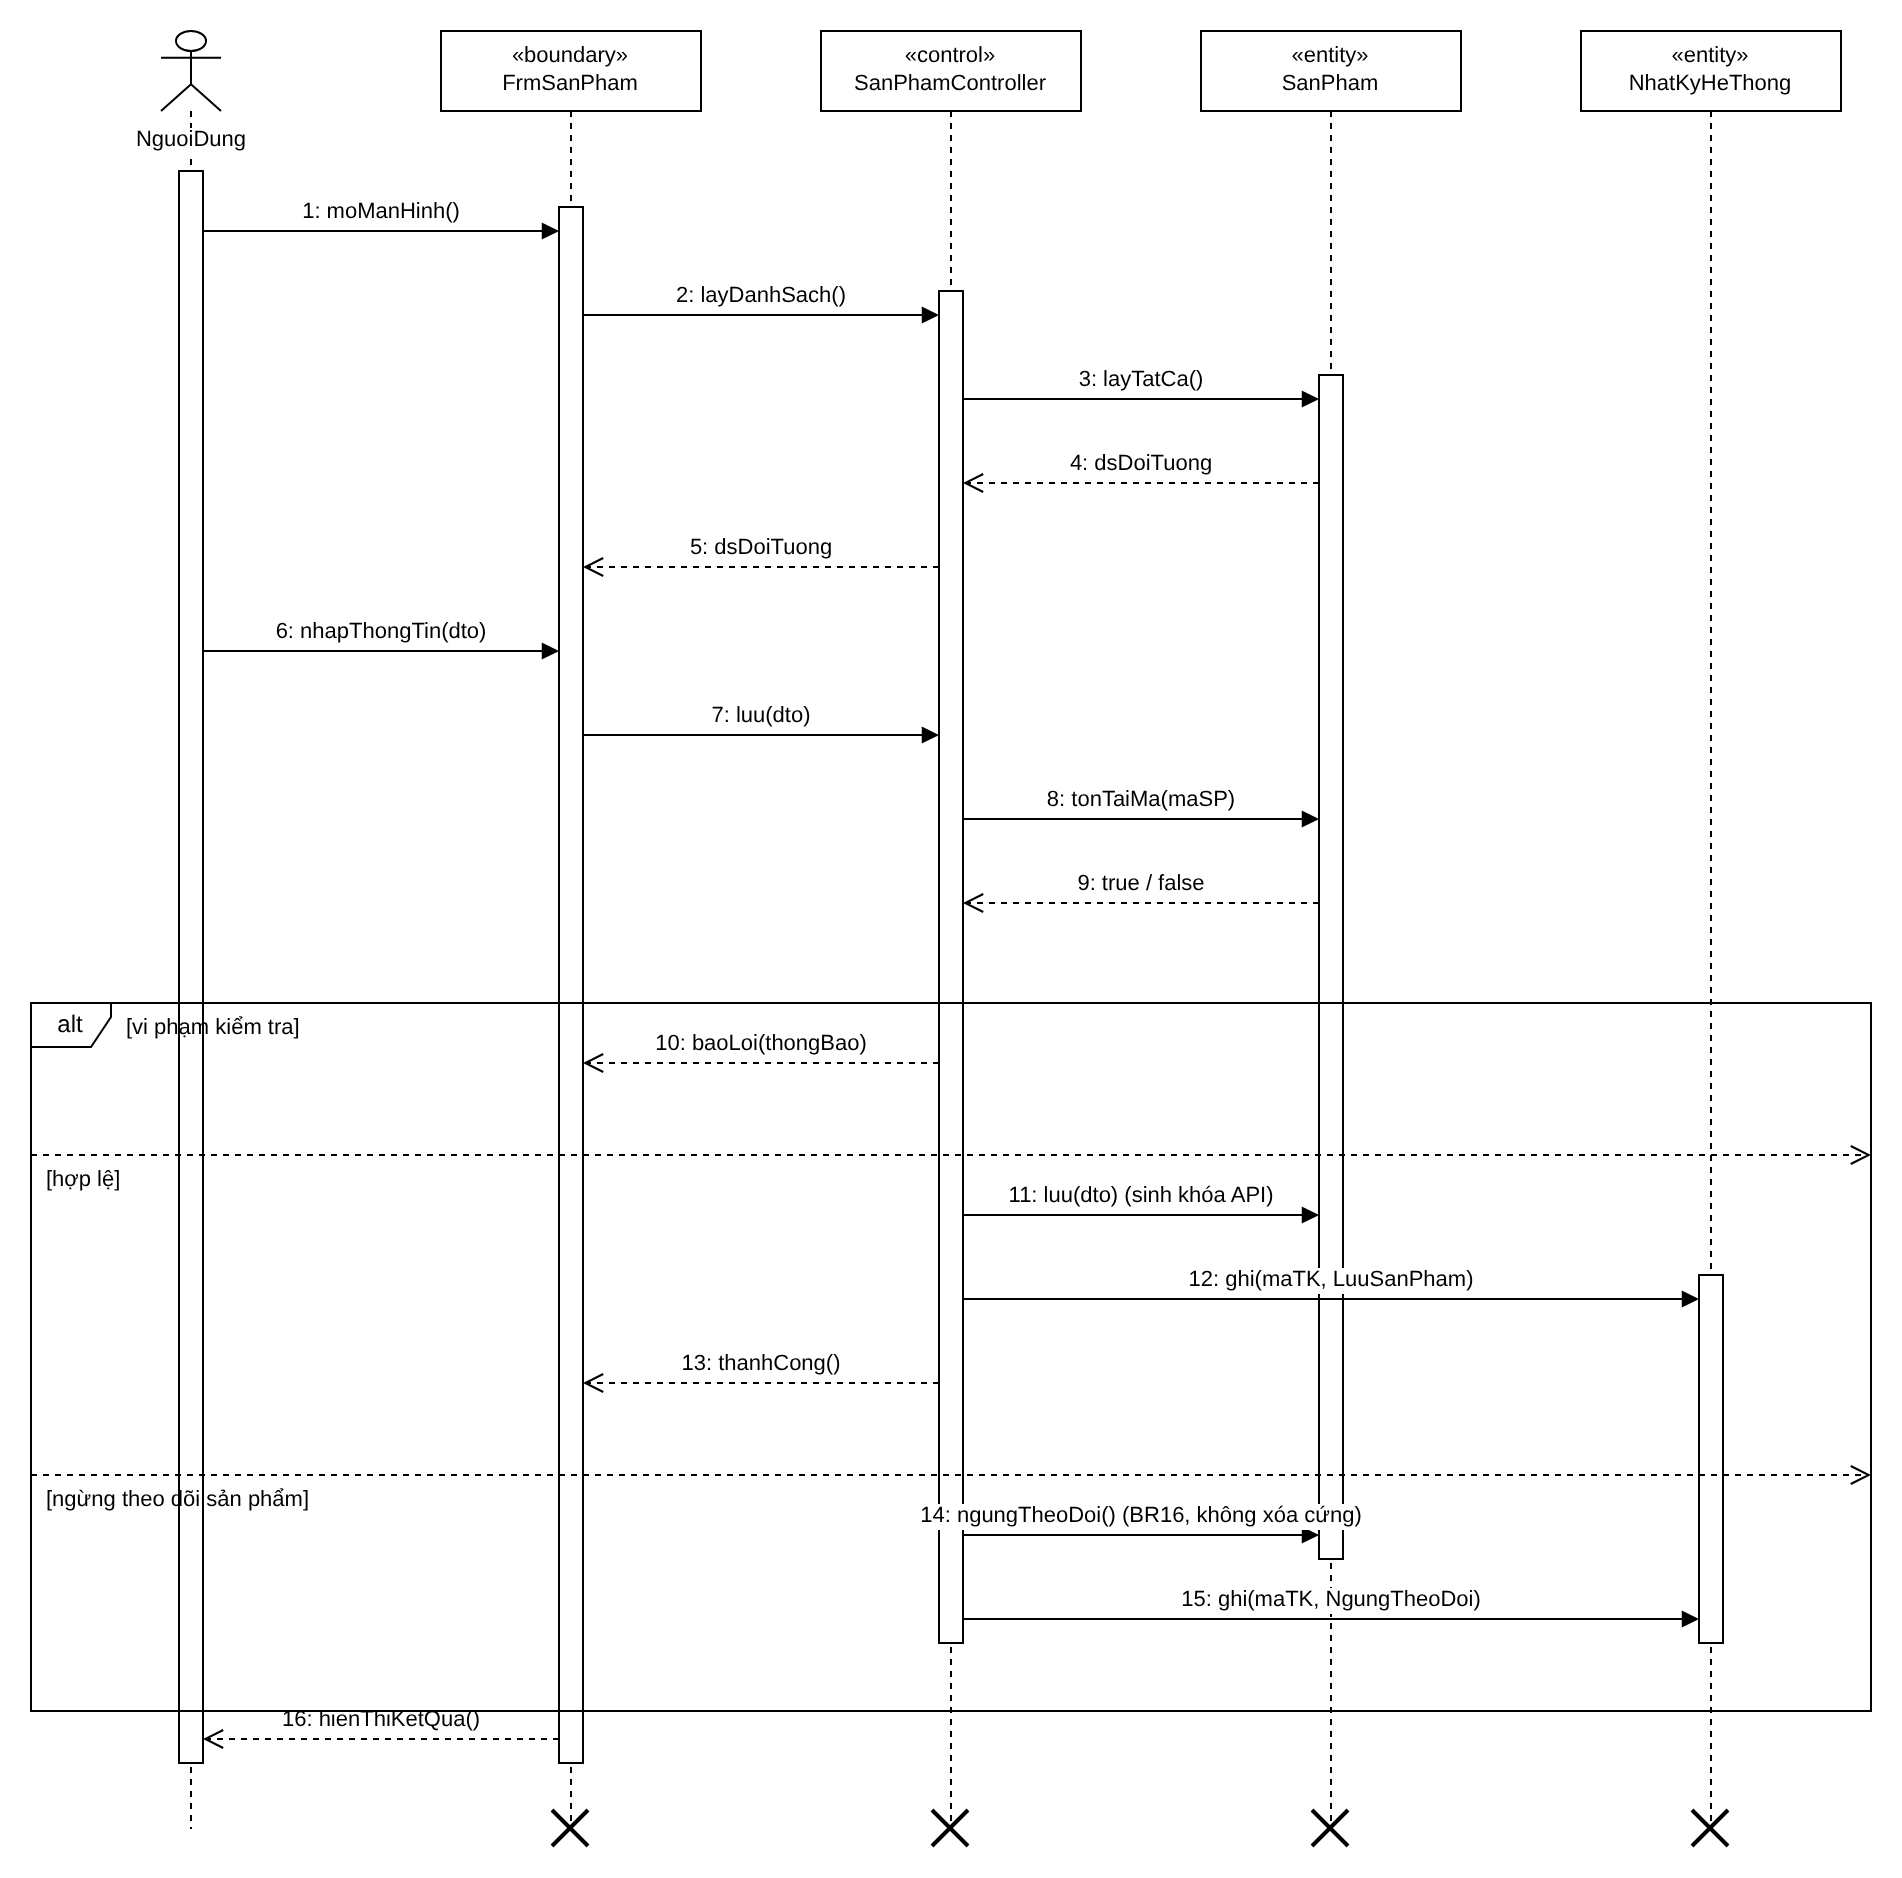 «boundary»
FrmSanPham
«control»
SanPhamController
«entity»
SanPham
«entity»
NhatKyHeThong
NguoiDung
1: moManHinh()
2: layDanhSach()
3: layTatCa()
4: dsDoiTuong
5: dsDoiTuong
6: nhapThongTin(dto)
7: luu(dto)
8: tonTaiMa(maSP)
9: true / false
alt
[vi phạm kiểm tra]
10: baoLoi(thongBao)
[hợp lệ]
11: luu(dto) (sinh khóa API)
12: ghi(maTK, LuuSanPham)
13: thanhCong()
[ngừng theo dõi sản phẩm]
14: ngungTheoDoi() (BR16, không xóa cứng)
15: ghi(maTK, NgungTheoDoi)
16: hienThiKetQua()